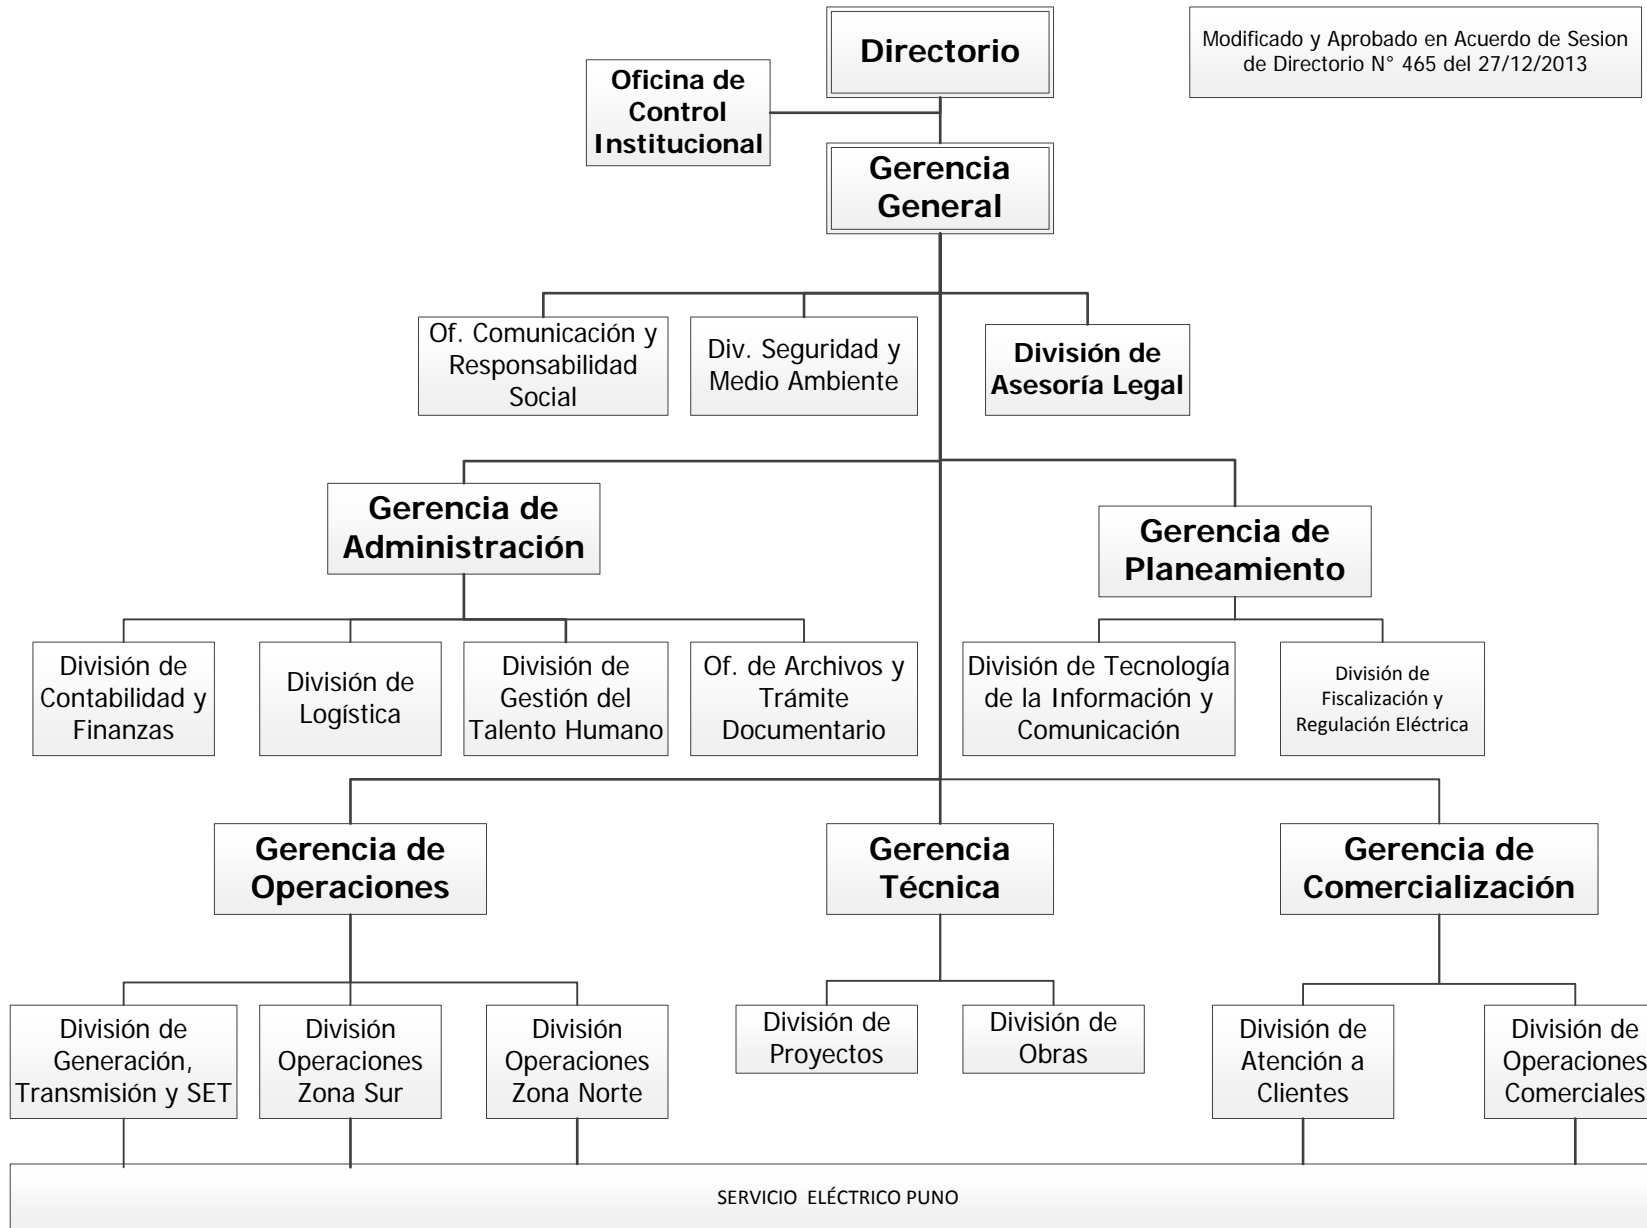 Directorio
Modificado y Aprobado en Acuerdo de Sesion
de Directorio N° 465 del 27/12/2013
Oficina de
Control
Institucional
Gerencia
General
Of. Comunicación y
Responsabilidad
Social
Div. Seguridad y
Medio Ambiente
División de
Asesoría Legal
Gerencia de
Administración
Gerencia de
Planeamiento
División de
Contabilidad y
Finanzas
División de
Logística
División de
Gestión del
Talento Humano
Of. de Archivos y
Trámite
Documentario
División de Tecnología
de la Información y
Comunicación
División de
Fiscalización y
Regulación Eléctrica
Gerencia de
Operaciones
Gerencia
Técnica
Gerencia de
Comercialización
División de
Generación,
Transmisión y SET
División
Operaciones
Zona Sur
División
Operaciones
Zona Norte
División de
Proyectos
División de
Obras
División de
Atención a
Clientes
División de
Operaciones
Comerciales
SERVICIO ELÉCTRICO PUNO